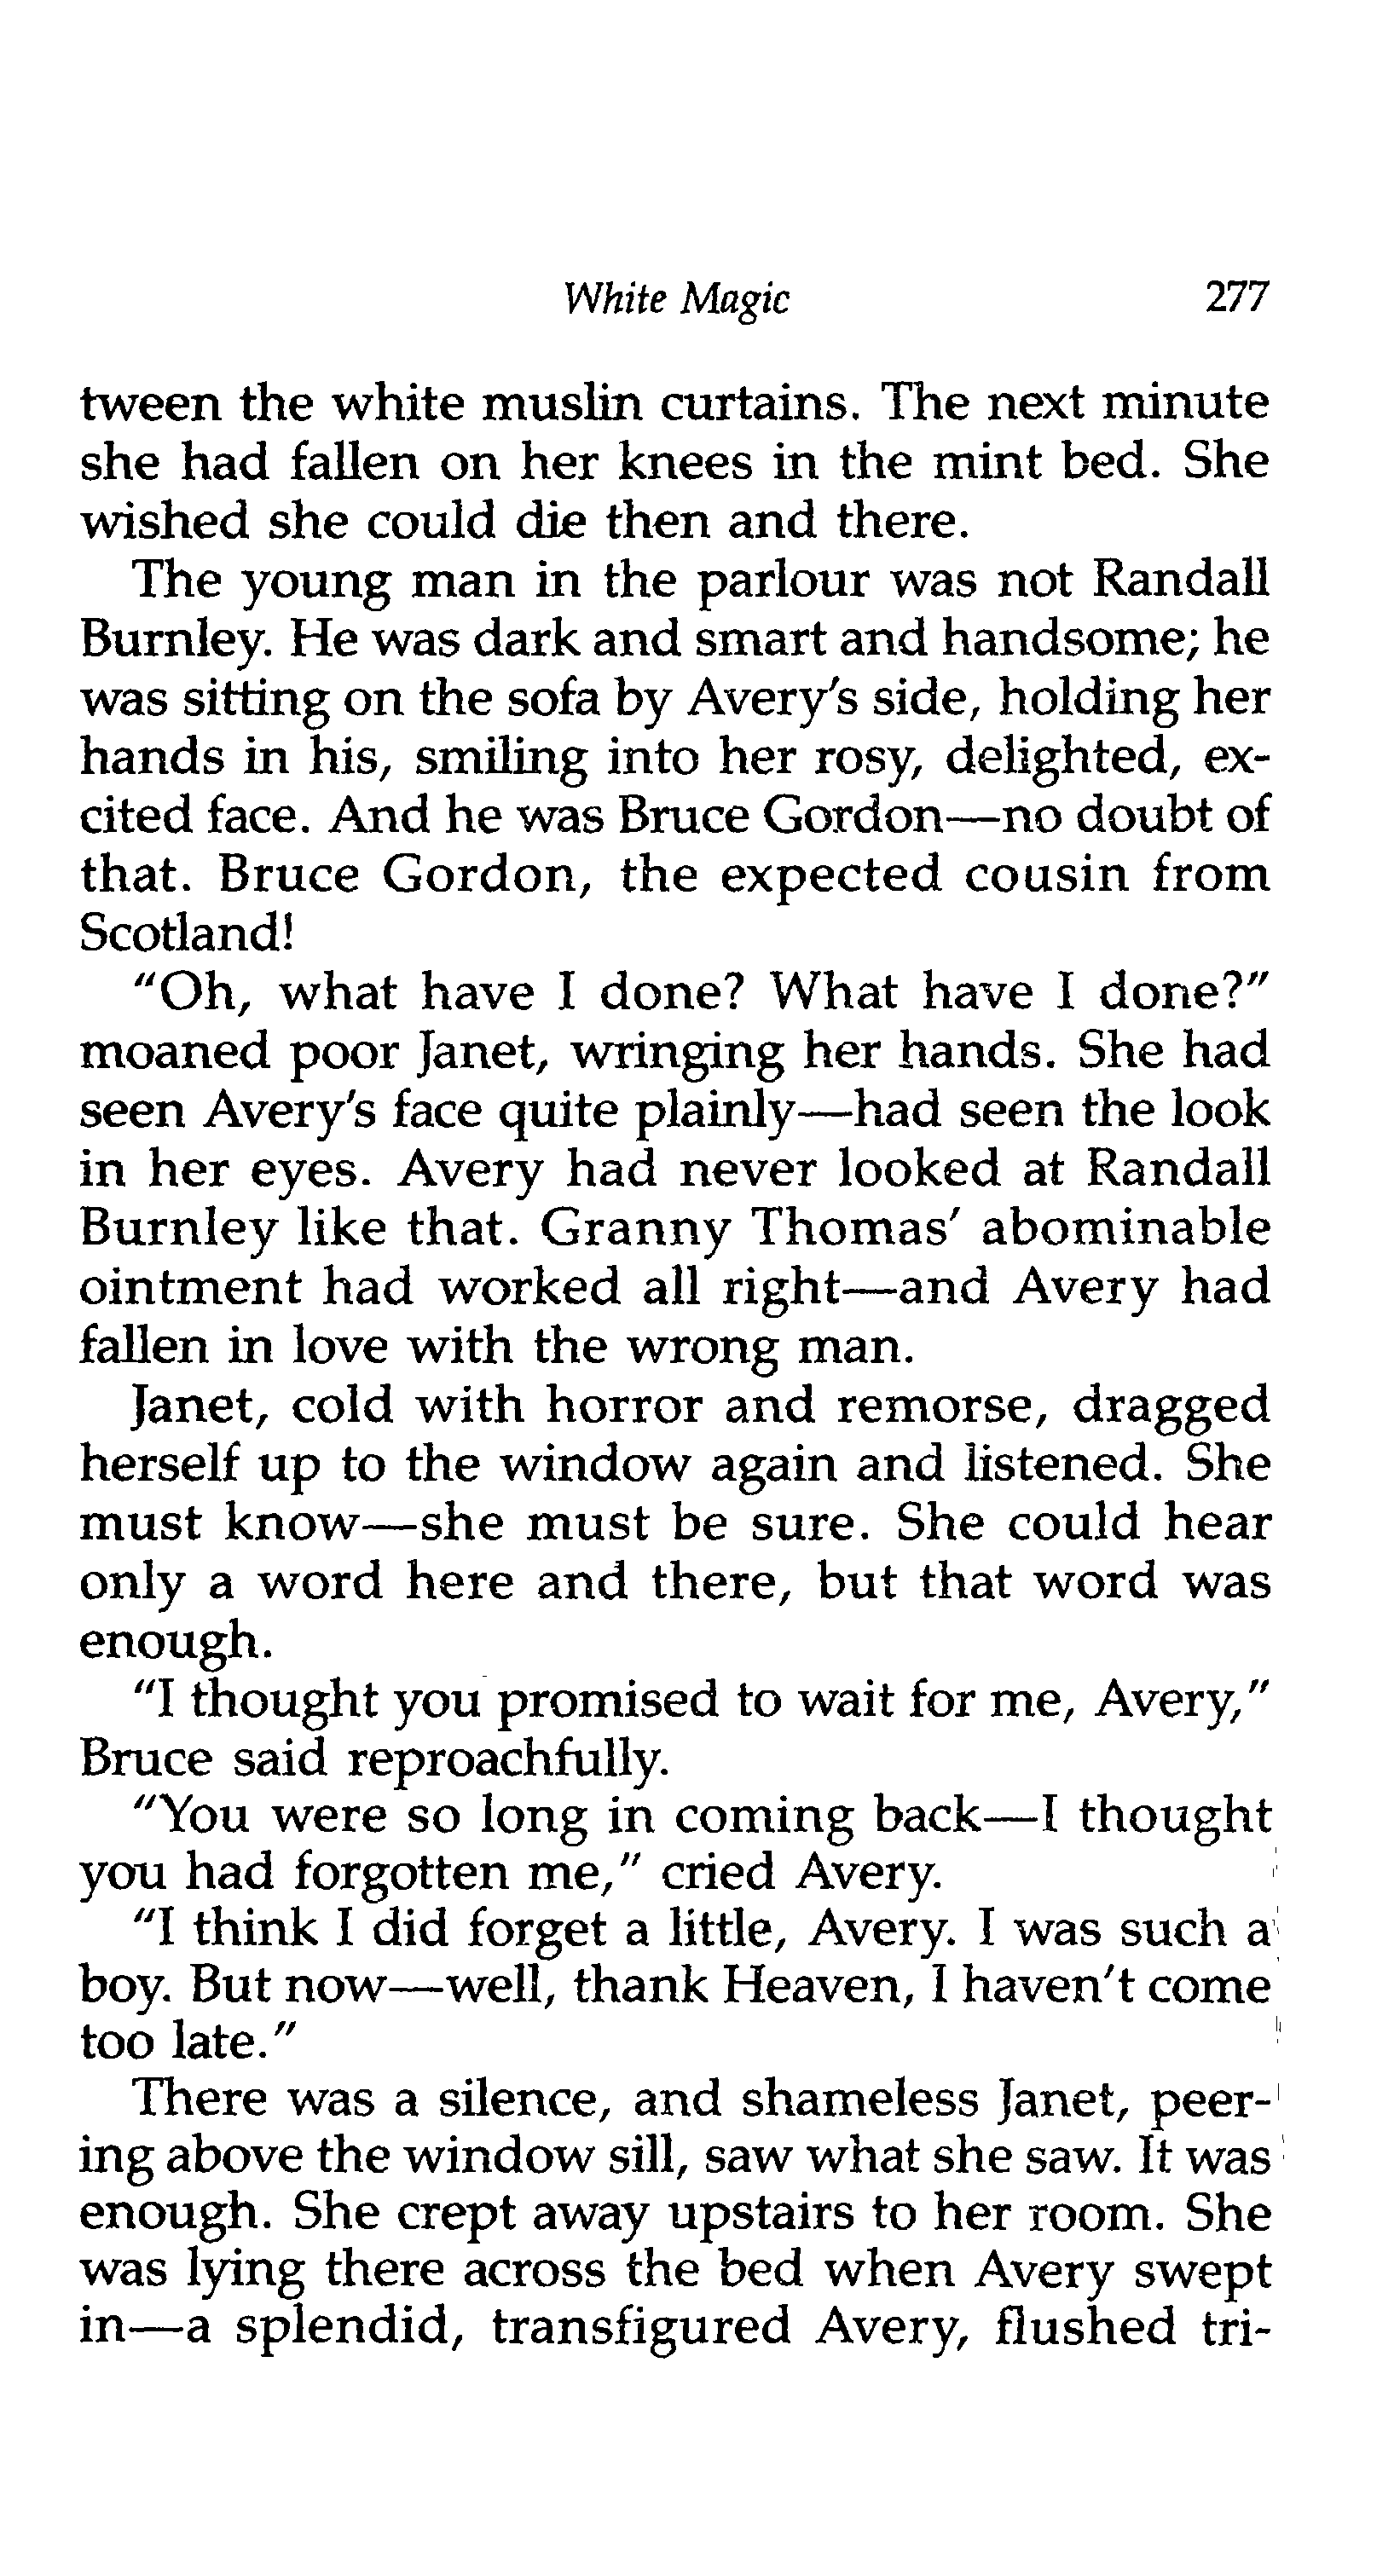 White Magic 277
tween the white muslin curtains. The next minute
she had fallen on her knees in the mint bed. She
wished she could die then and there.
The young man in the parlour was not Randall
Burnley. He was dark and smart and handsome; he
was sitting on the sofa by Avery's side, holding her
hands in his, smiling into her rosy, delighted, ex-
cited face. And he was Bruce Gordon—no doubt of
that. Bruce Gordon, the expected cousin from
Scotland!
"Oh, what have I done? What have I done?"
moaned poor Janet, wringing her hands. She had
seen Avery's face quite plainly—had seen the look
in her eyes. Avery had never looked at Randall
Burnley like that. Granny Thomas' abominable
ointment had worked all right—and Avery had
fallen in love with the wrong man.
Janet, cold with horror and remorse, dragged
herself up to the window again and listened. She
must know—she must be sure. She could hear
only a word here and there, but that word was
enough.
"I thought you promised to wait for me, Avery,"
Bruce said reproachfully.
"You were so long in coming back—I thought
you had forgotten me," cried Avery.
"I think I did forget a little, Avery. I was such a
boy. But now—well, thank Heaven, I haven't come
too late."
There was a silence, and shameless Janet, peer-
ing above the window sill, saw what she saw. It was
enough. She crept away upstairs to her room. She
was lying there across the bed when Avery swept
in—a splendid, transfigured Avery, flushed tri-